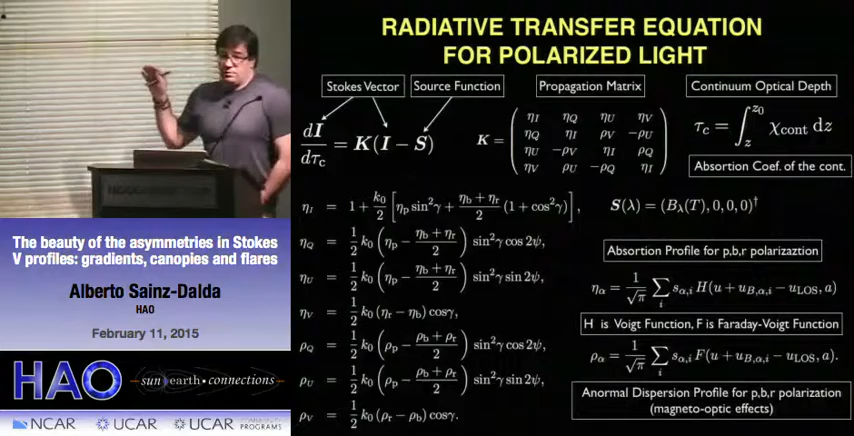 RADIATIVE TRANSFER EQUATION
FOR POLARIZED LIGHT
Stokes Vector
Source Function
Propagation Matrix
Continuum Optical Depth
dI/dτc = K(I − S)
K = ( ηI ηQ ηU ηV
ηQ ηI ρV −ρU
ηU −ρV ηI ρQ
ηV ρU −ρQ ηI )
τc = ∫_z^z0 χcont dz
Absorption Coef. of the cont.
ηI = 1 + k0/2 [ηp sin²γ + (ηb + ηr)/2 (1 + cos²γ)],
S(λ) = (Bλ(T), 0, 0, 0)†
ηQ = 1/2 k0 (ηp − (ηb + ηr)/2) sin²γ cos 2ψ,
ηU = 1/2 k0 (ηp − (ηb + ηr)/2) sin²γ sin 2ψ,
ηV = 1/2 k0 (ηr − ηb) cosγ,
ρQ = 1/2 k0 (ρp − (ρb + ρr)/2) sin²γ cos 2ψ,
ρU = 1/2 k0 (ρp − (ρb + ρr)/2) sin²γ sin 2ψ,
ρV = 1/2 k0 (ρr − ρb) cosγ.
Absortion Profile for p,b,r polarizaztion
ηα = 1/√π ∑i sα,i H(u + uB,α,i − uLOS, a)
H is Voigt Function, F is Faraday-Voigt Function
ρα = 1/√π ∑i sα,i F(u + uB,α,i − uLOS, a).
Anormal Dispersion Profile for p,b,r polarization
(magneto-optic effects)
The beauty of the asymmetries in Stokes
V profiles: gradients, canopies and flares
Alberto Sainz-Dalda
HAO
February 11, 2015
HAO
sun earth • connections
NCAR
UCAR
UCAR
PROGRAMS